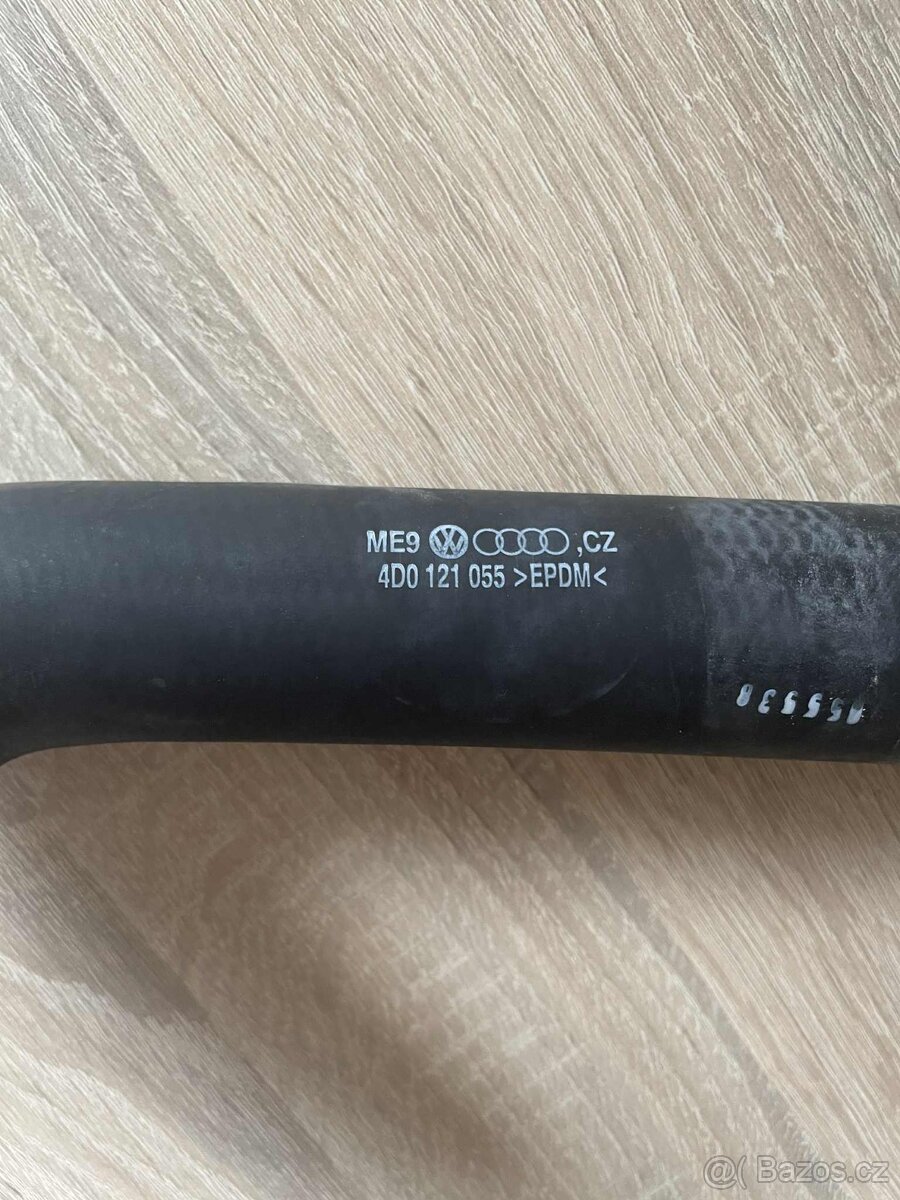 ME9 ,CZ
4D0 121 055 >EPDM<
@ Bazos.cz